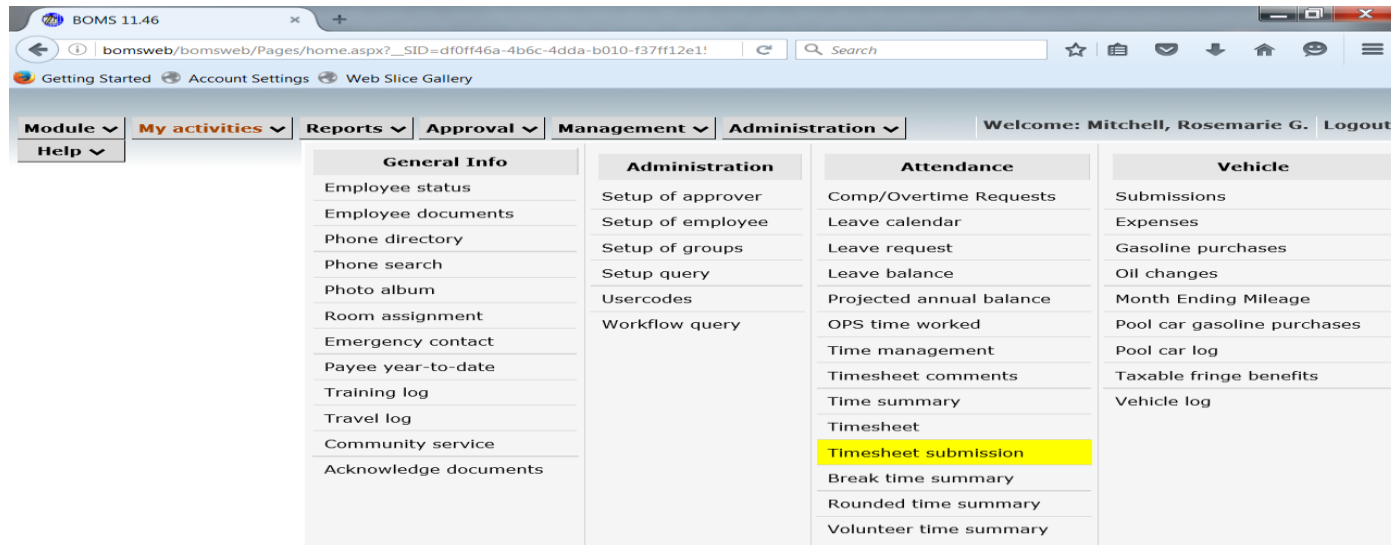 BOMS 11.46
bomsweb/bomsweb/Pages/home.aspx?__SID=df0ff46a-4b6c-4dda-b010-f37ff12e1!
Search
Getting Started Account Settings Web Slice Gallery
Module My activities Reports Approval Management Administration Welcome: Mitchell, Rosemarie G. Logout
Help
General Info
Employee status
Employee documents
Phone directory
Phone search
Photo album
Room assignment
Emergency contact
Payee year-to-date
Training log
Travel log
Community service
Acknowledge documents
Administration
Setup of approver
Setup of employee
Setup of groups
Setup query
Usercodes
Workflow query
Attendance
Comp/Overtime Requests
Leave calendar
Leave request
Leave balance
Projected annual balance
OPS time worked
Time management
Timesheet comments
Time summary
Timesheet
Timesheet submission
Break time summary
Rounded time summary
Volunteer time summary
Vehicle
Submissions
Expenses
Gasoline purchases
Oil changes
Month Ending Mileage
Pool car gasoline purchases
Pool car log
Taxable fringe benefits
Vehicle log